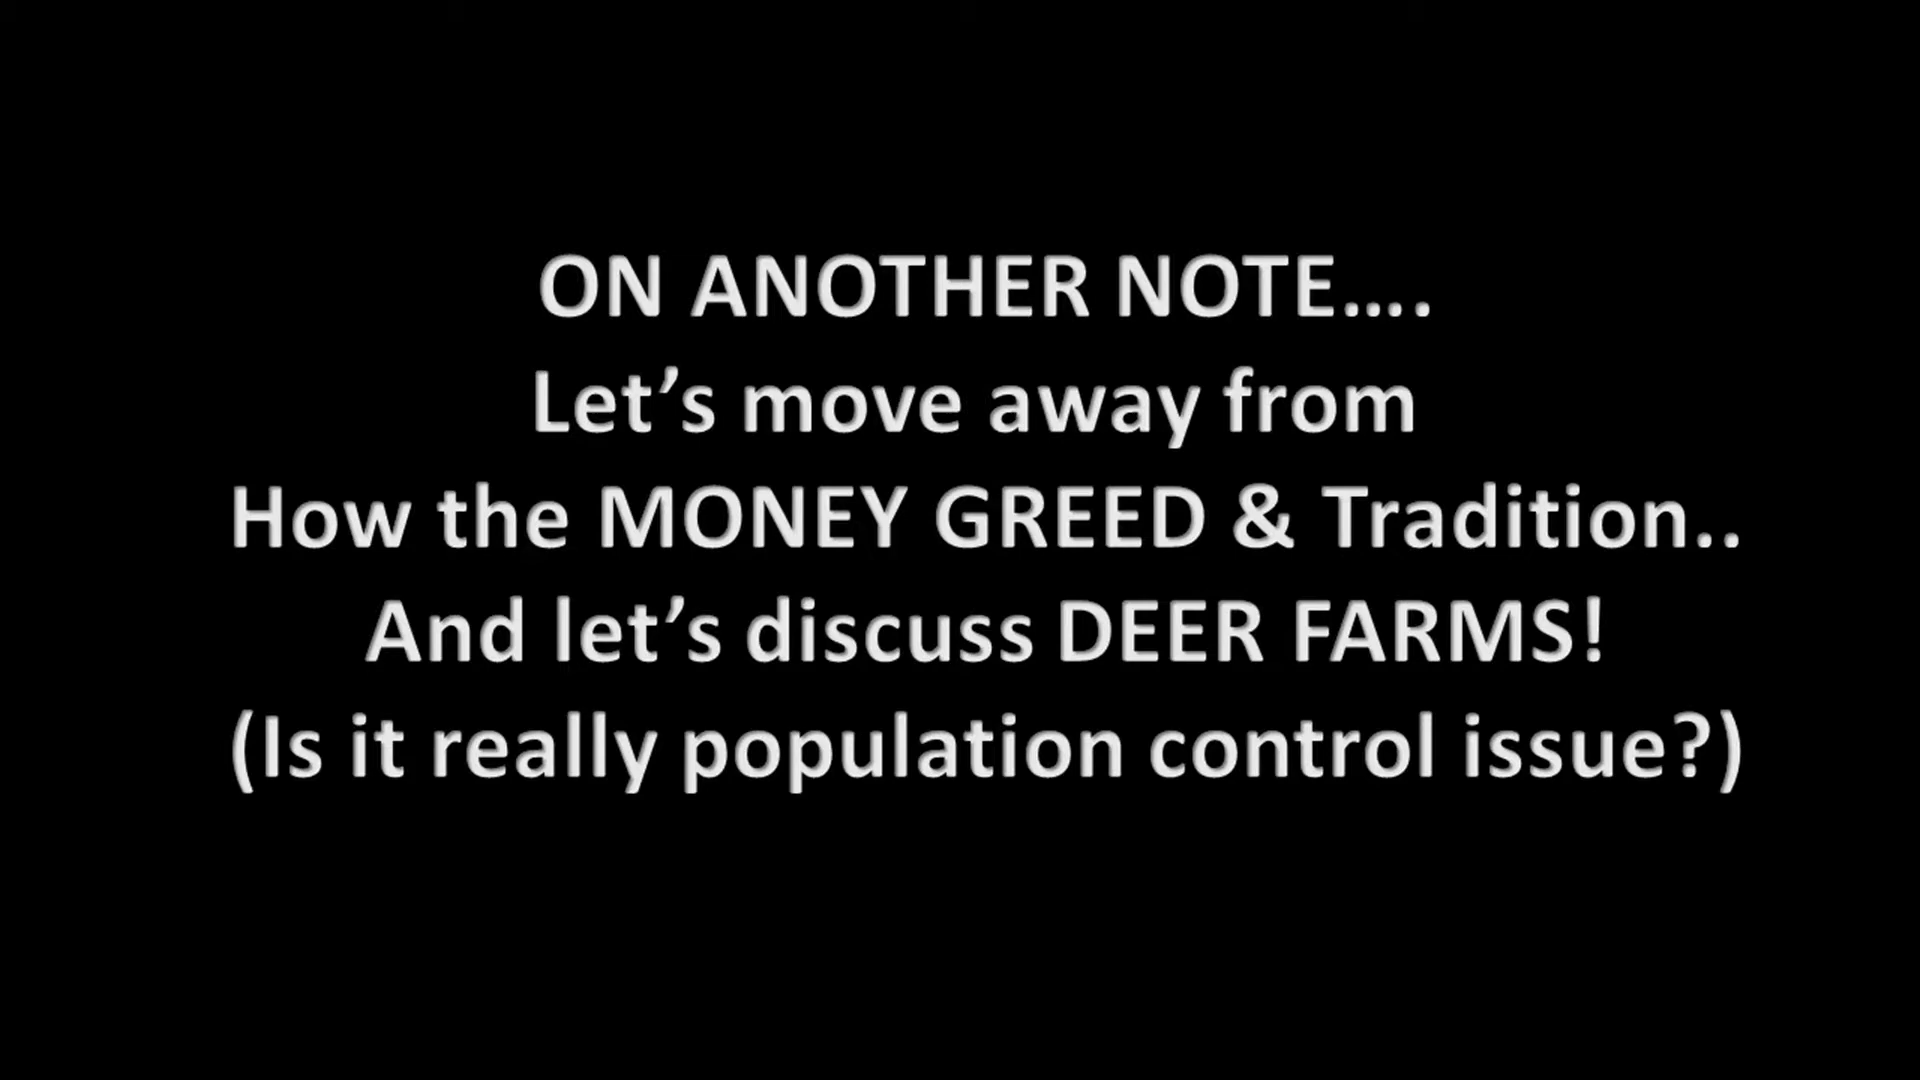 ON ANOTHER NOTE....
Let’s move away from
How the MONEY GREED & Tradition..
And let’s discuss DEER FARMS!
(Is it really population control issue?)